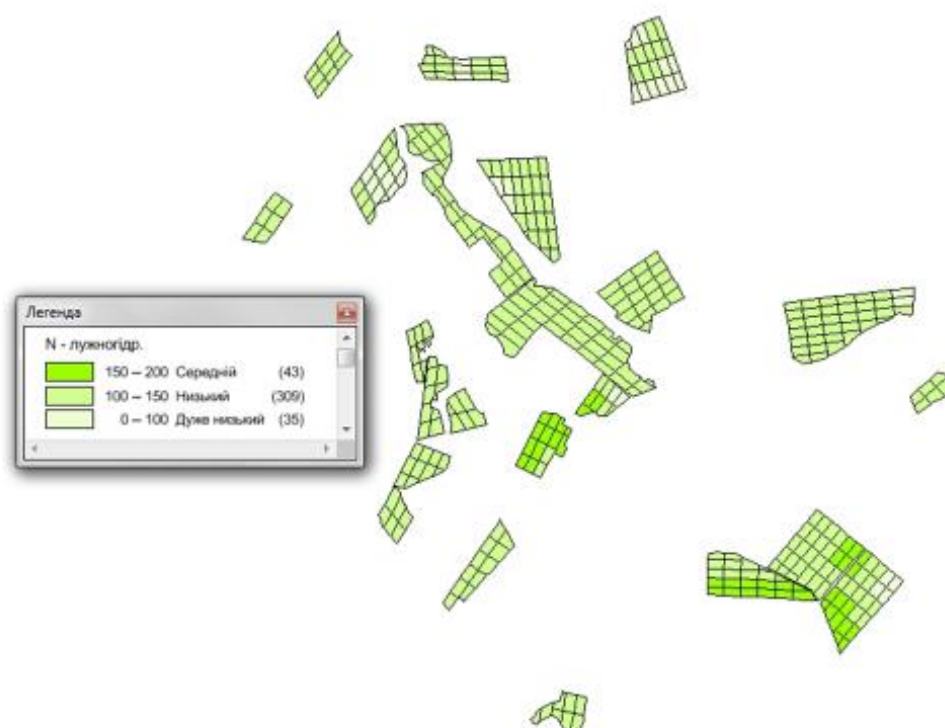 Легенда
N - лужногідр.
150 – 200 Середній (43)
100 – 150 Низький (309)
0 – 100 Дуже низький (35)